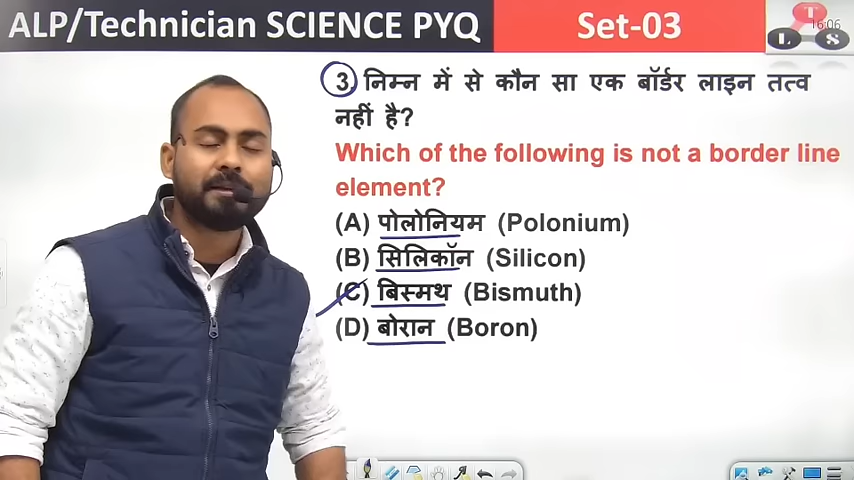 ALP/Technician SCIENCE PYQ
Set-03
T
16:06
L S
3. निम्न में से कौन सा एक बॉर्डर लाइन तत्व
नहीं है?
Which of the following is not a border line
element?
(A) पोलोनियम (Polonium)
(B) सिलिकॉन (Silicon)
(C) बिस्मथ (Bismuth)
(D) बोरान (Boron)